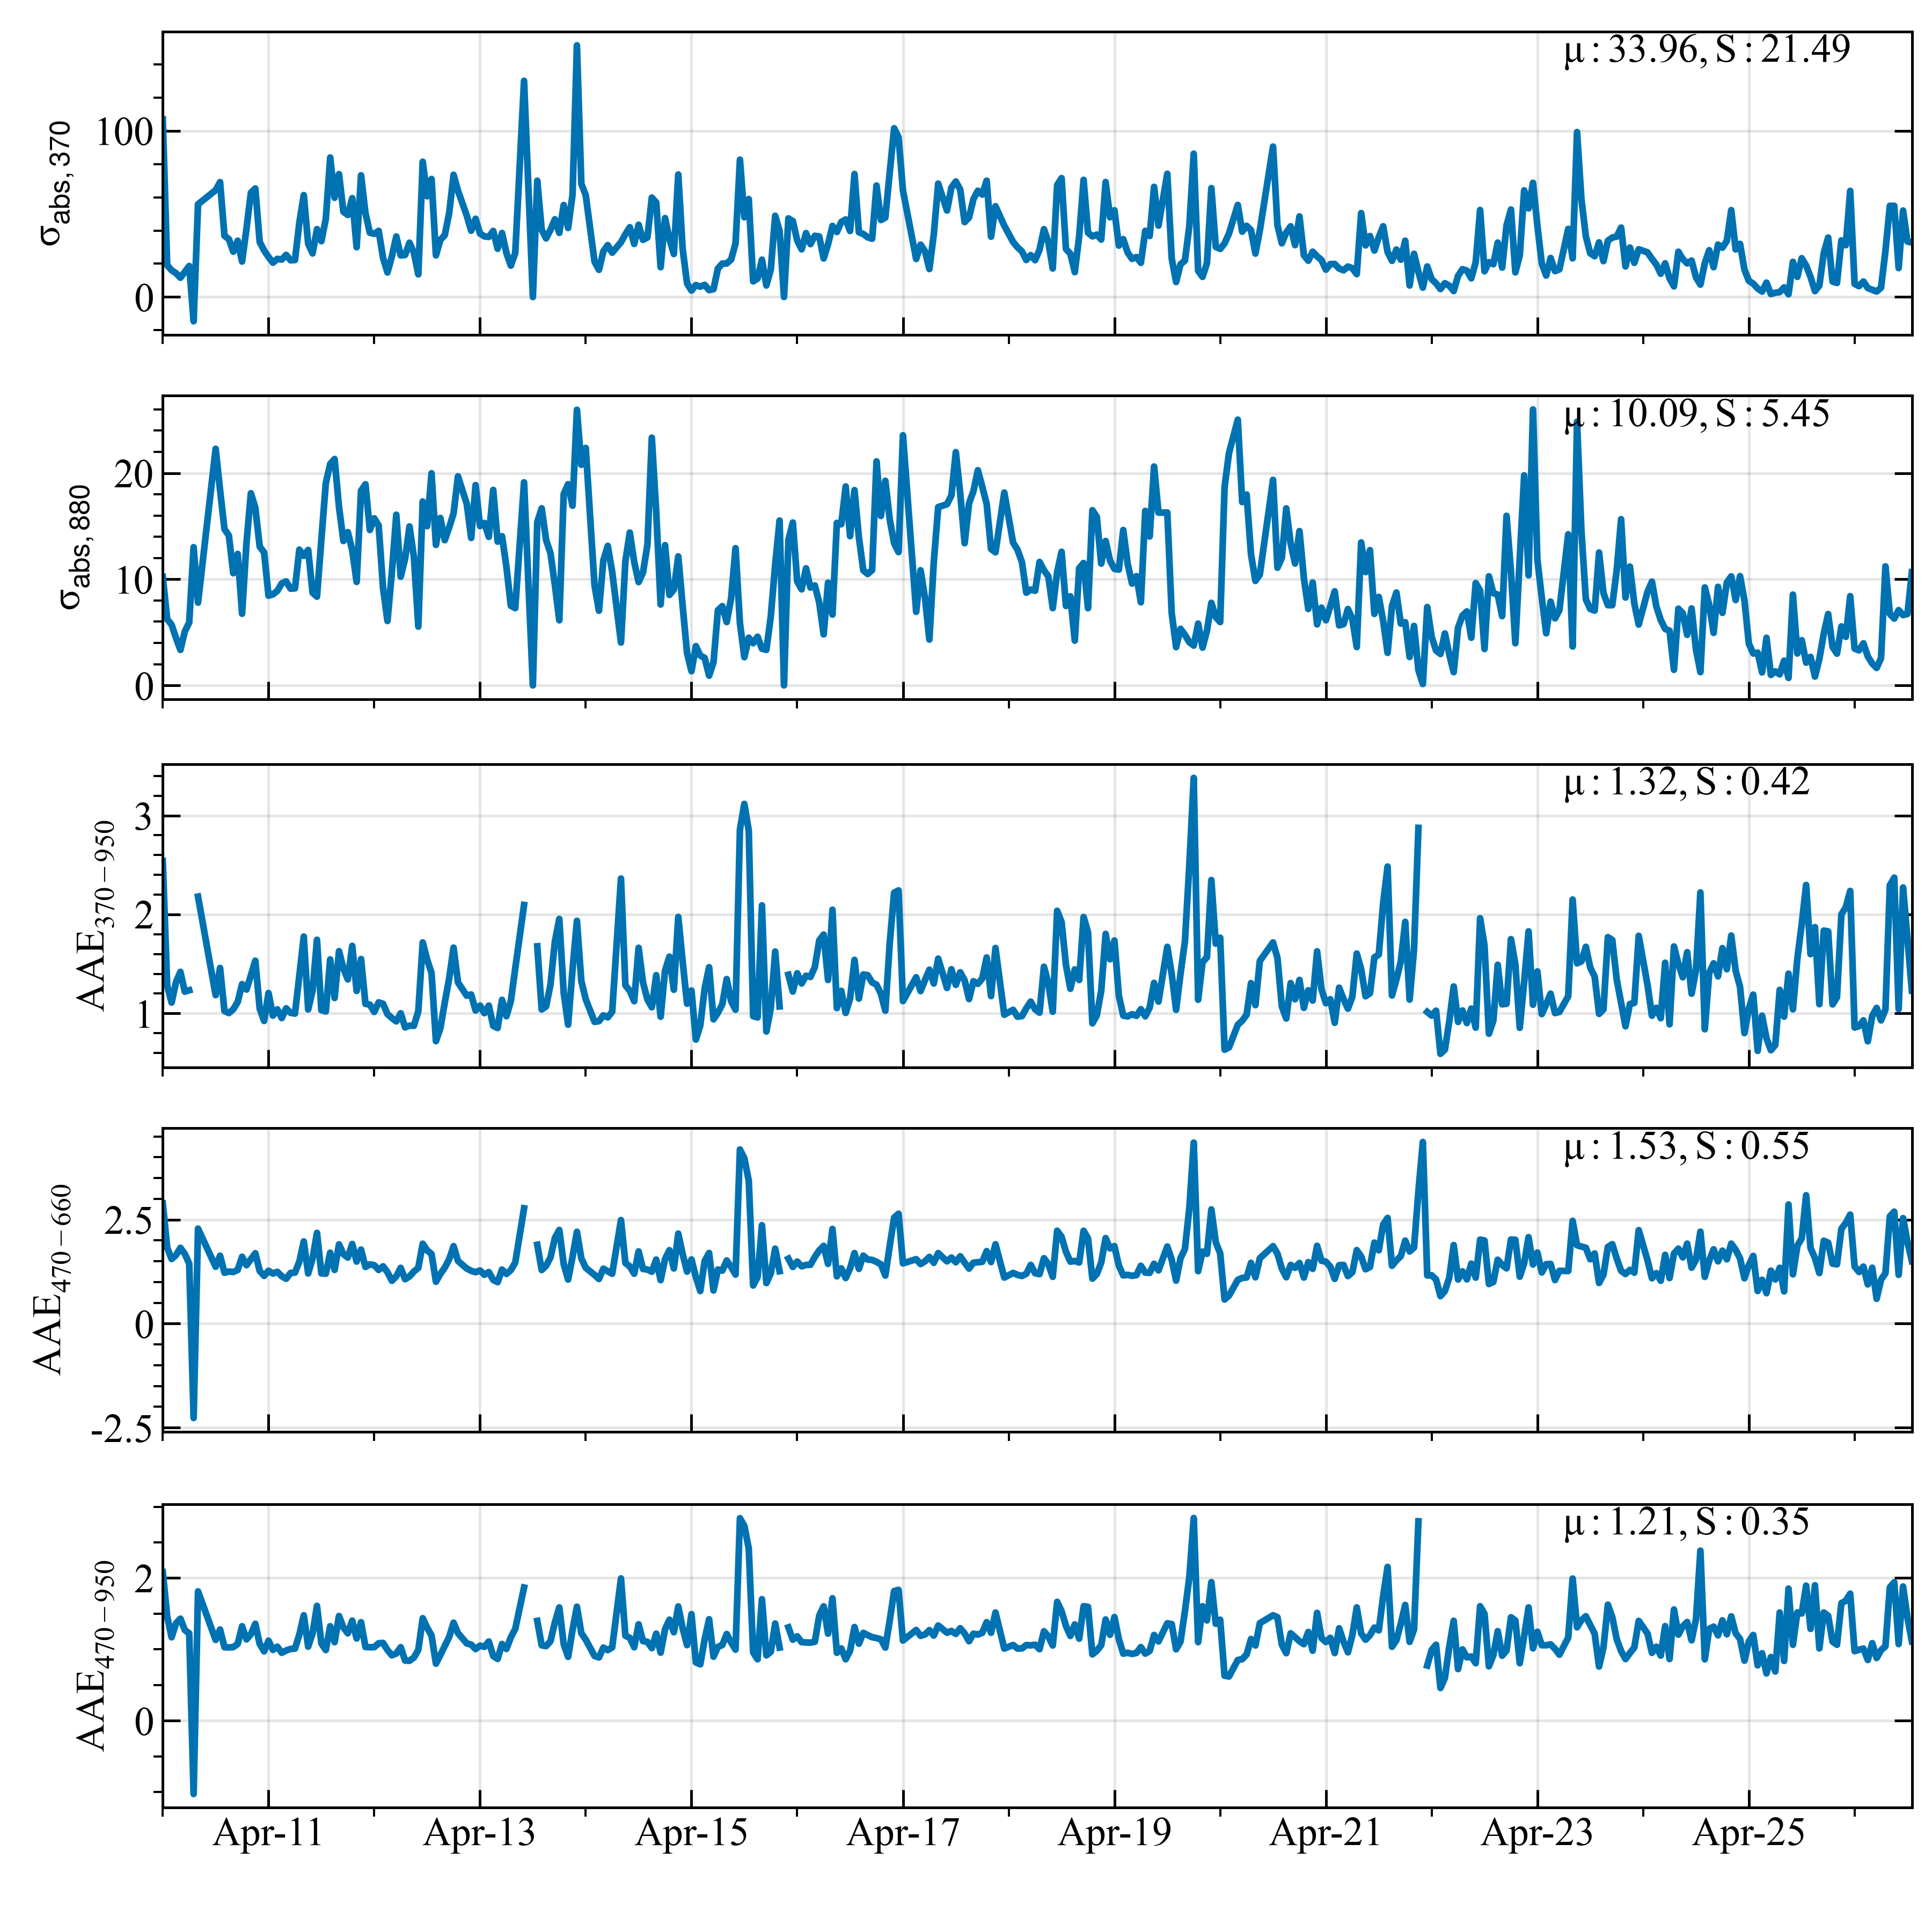 μ : 33.96, S : 21.49
σabs, 370
100
0
μ : 10.09, S : 5.45
σabs, 880
20
10
0
μ : 1.32, S : 0.42
AAE370−950
3
2
1
μ : 1.53, S : 0.55
AAE470−660
2.5
0
-2.5
μ : 1.21, S : 0.35
AAE470−950
2
0
Apr-11 Apr-13 Apr-15 Apr-17 Apr-19 Apr-21 Apr-23 Apr-25